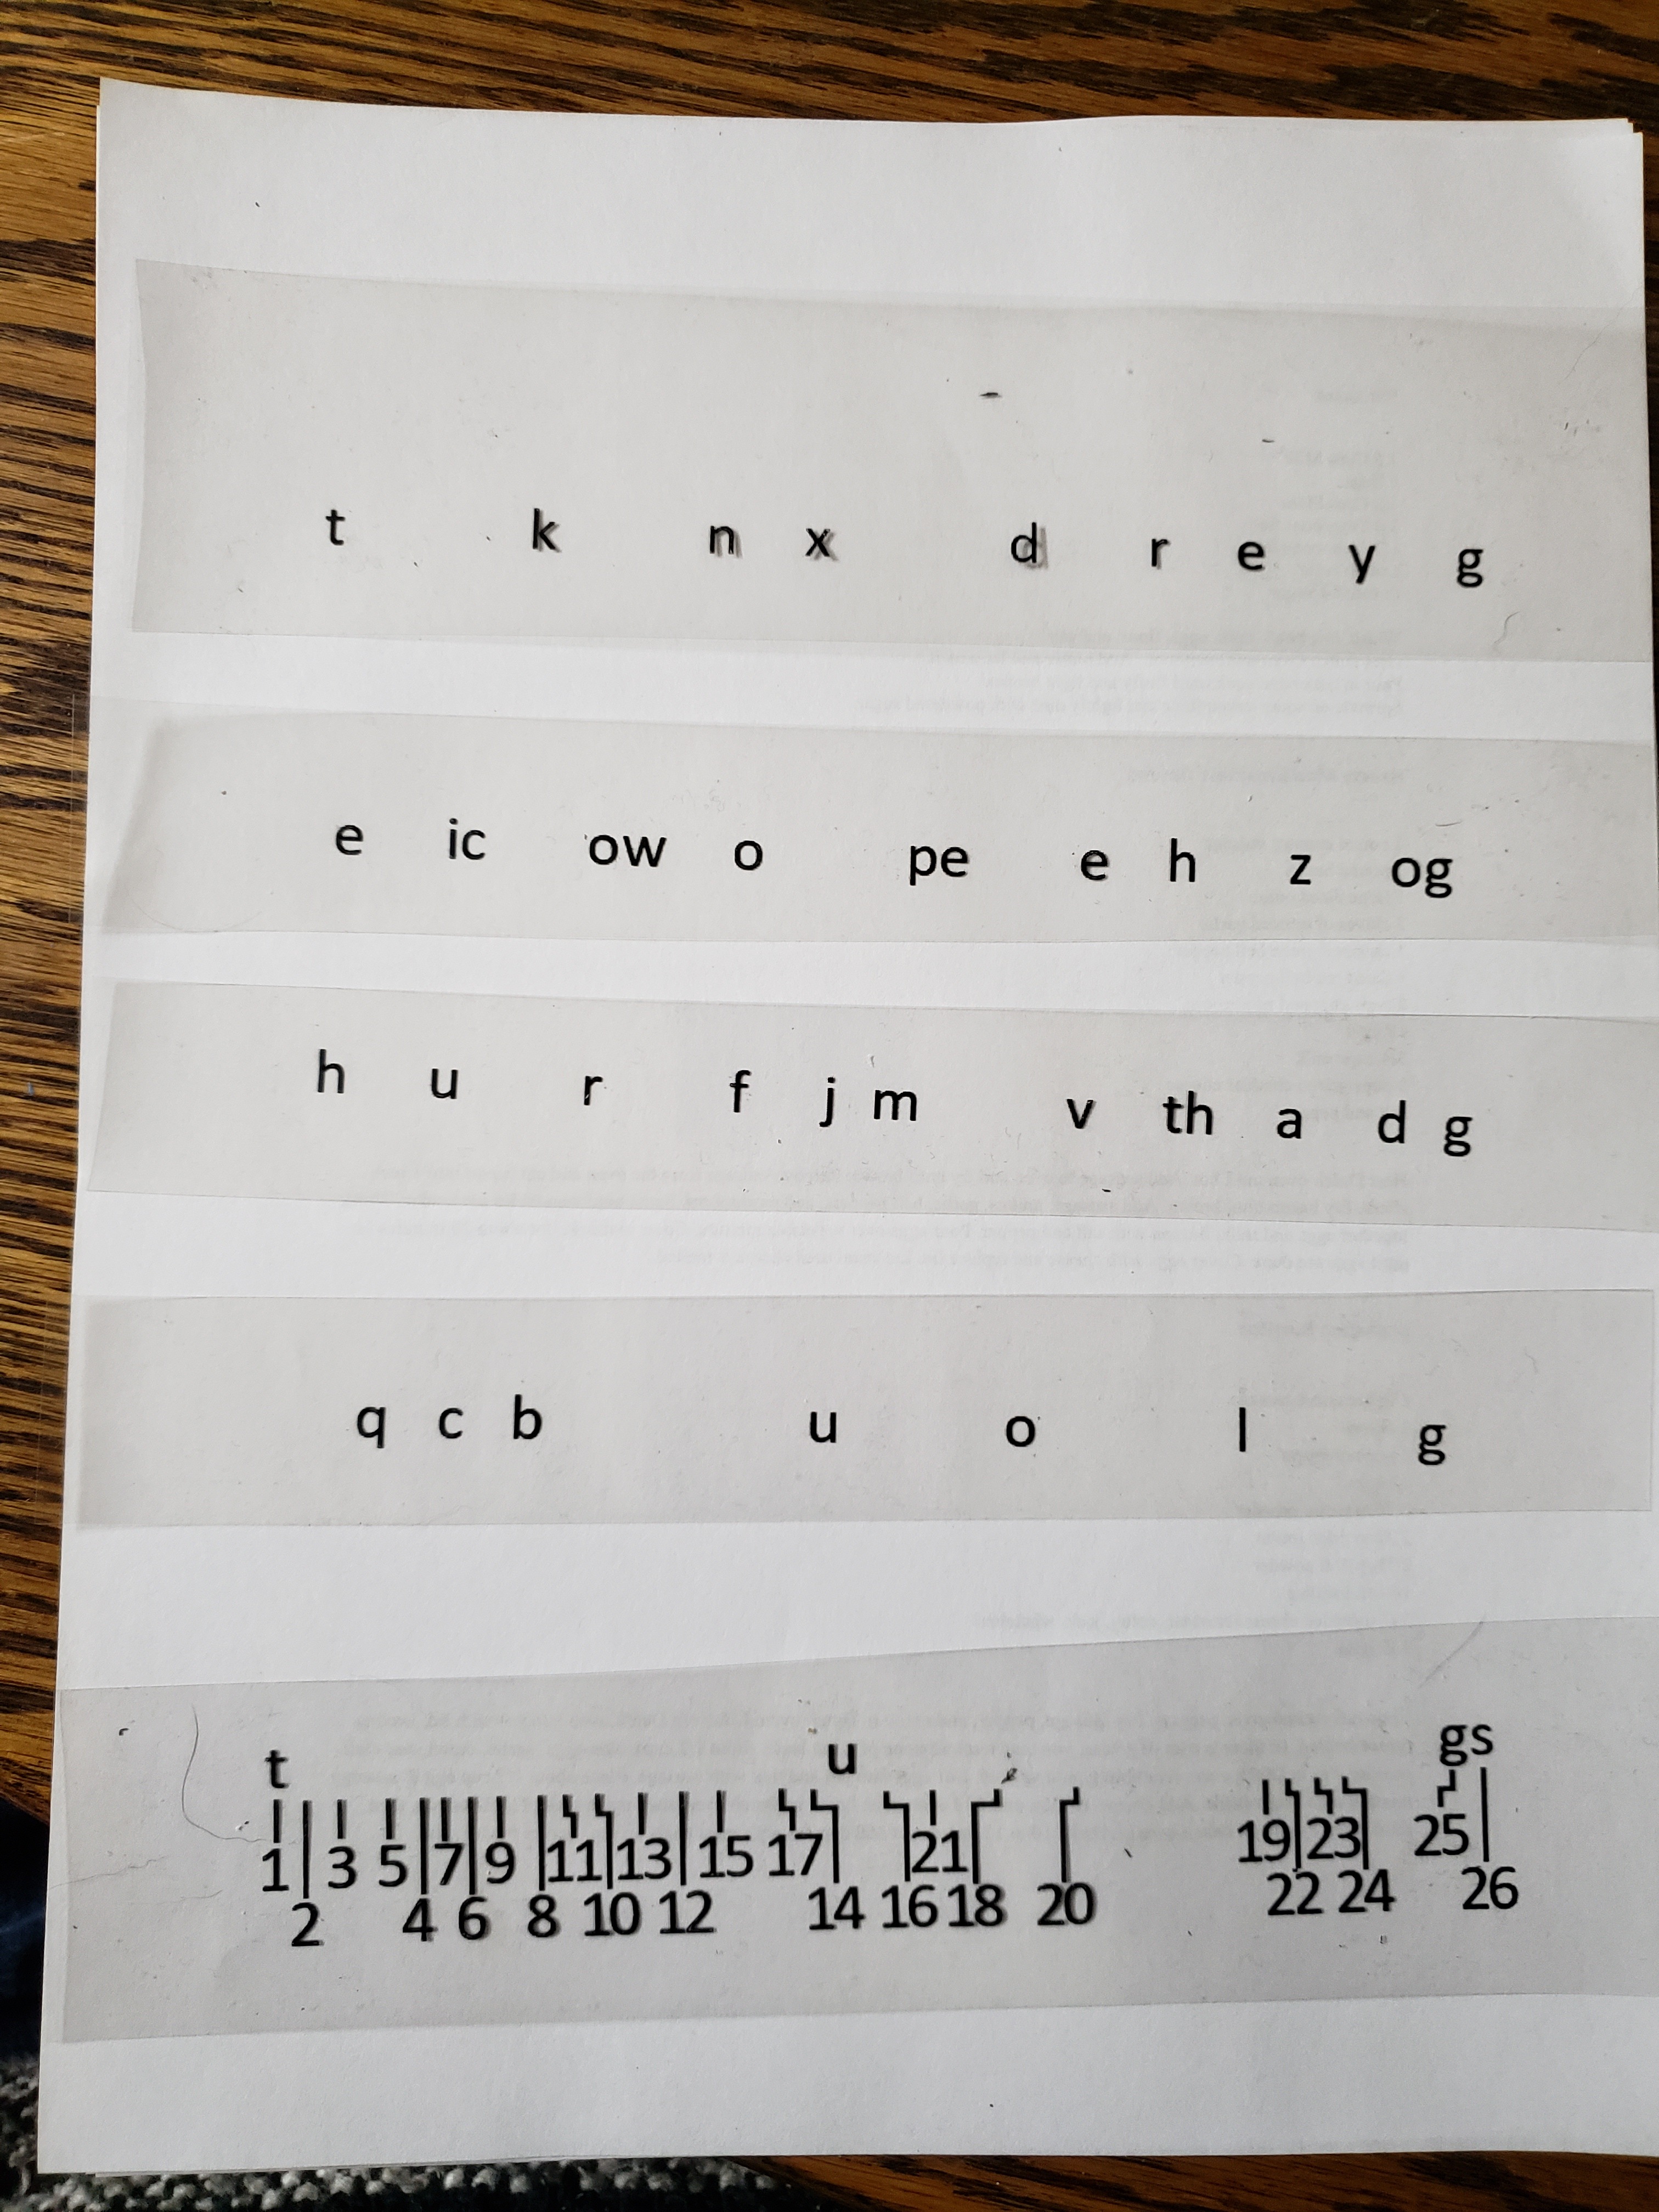 t k n x d r e y g
e ic ow o pe e h z og
h u r f j m v th a d g
q c b u o l g
t u gs
1 3 5 7 9 11 13 15 17 21 19 23 25
2 4 6 8 10 12 14 16 18 20 22 24 26